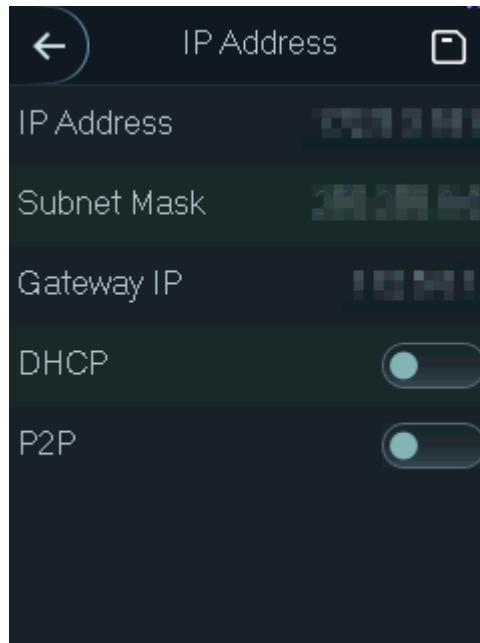 IP Address
IP Address
Subnet Mask
Gateway IP
DHCP
P2P